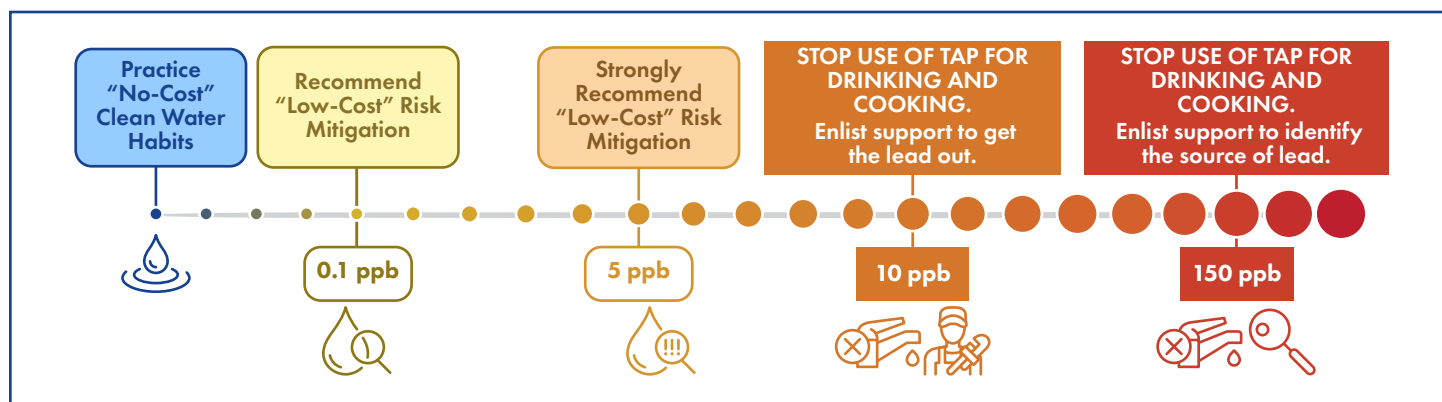 Practice
“No-Cost”
Clean Water
Habits
Recommend
“Low-Cost” Risk
Mitigation
Strongly
Recommend
“Low-Cost” Risk
Mitigation
STOP USE OF TAP FOR
DRINKING AND
COOKING.
Enlist support to get
the lead out.
STOP USE OF TAP FOR
DRINKING AND
COOKING.
Enlist support to identify
the source of lead.
0.1 ppb
5 ppb
10 ppb
150 ppb
!!!